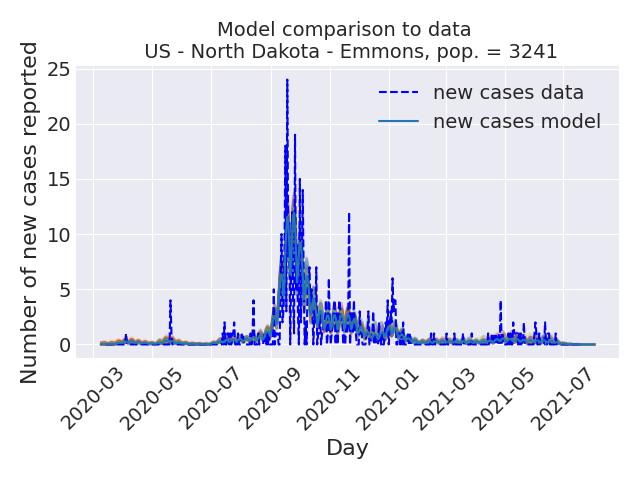 Model comparison to data
US - North Dakota - Emmons, pop. = 3241
Number of new cases reported
25
20
15
10
5
0
new cases data
new cases model
2020-03
2020-05
2020-07
2020-09
2020-11
2021-01
2021-03
2021-05
2021-07
Day